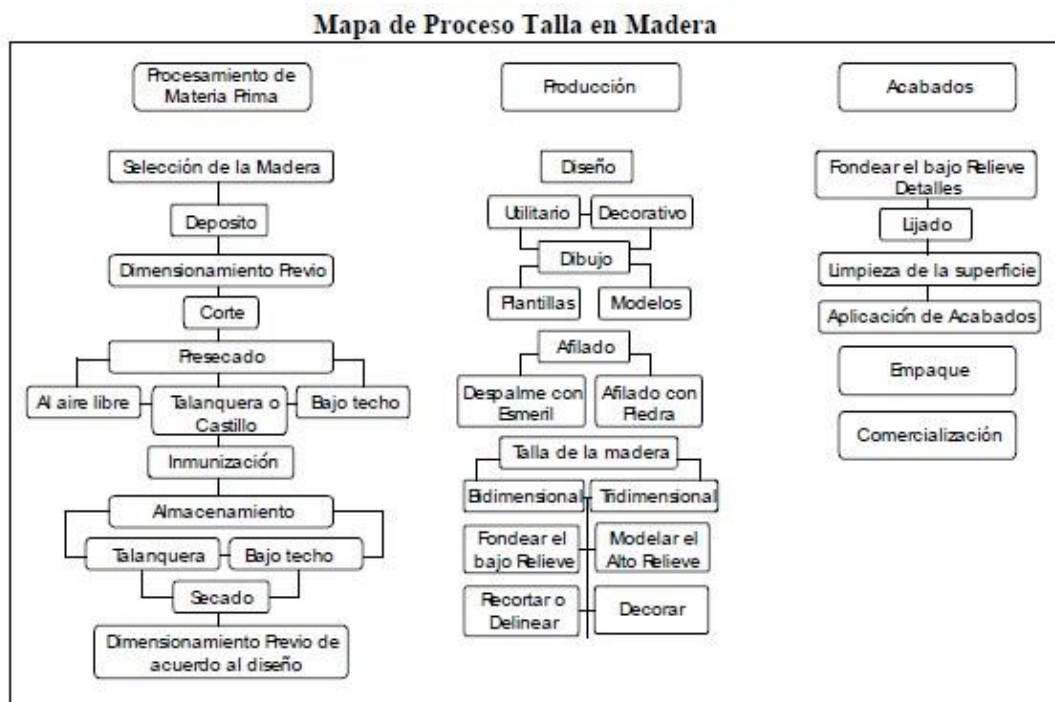 Mapa de Proceso Talla en Madera
Procesamiento de
Materia Prima
Selección de la Madera
Deposito
Dimensionamiento Previo
Corte
Presecado
Al aire libre
Talanquera o
Castillo
Bajo techo
Inmunización
Almacenamiento
Talanquera
Bajo techo
Secado
Dimensionamiento Previo de
acuerdo al diseño
Producción
Diseño
Utilitario
Decorativo
Dibujo
Plantillas
Modelos
Afilado
Despalme con
Esmeril
Afilado con
Piedra
Talla de la madera
Bidimensional
Tridimensional
Fondear el
bajo Relieve
Modelar el
Alto Relieve
Recortar o
Delinear
Decorar
Acabados
Fondear el bajo Relieve
Detalles
Lijado
Limpieza de la superficie
Aplicación de Acabados
Empaque
Comercialización